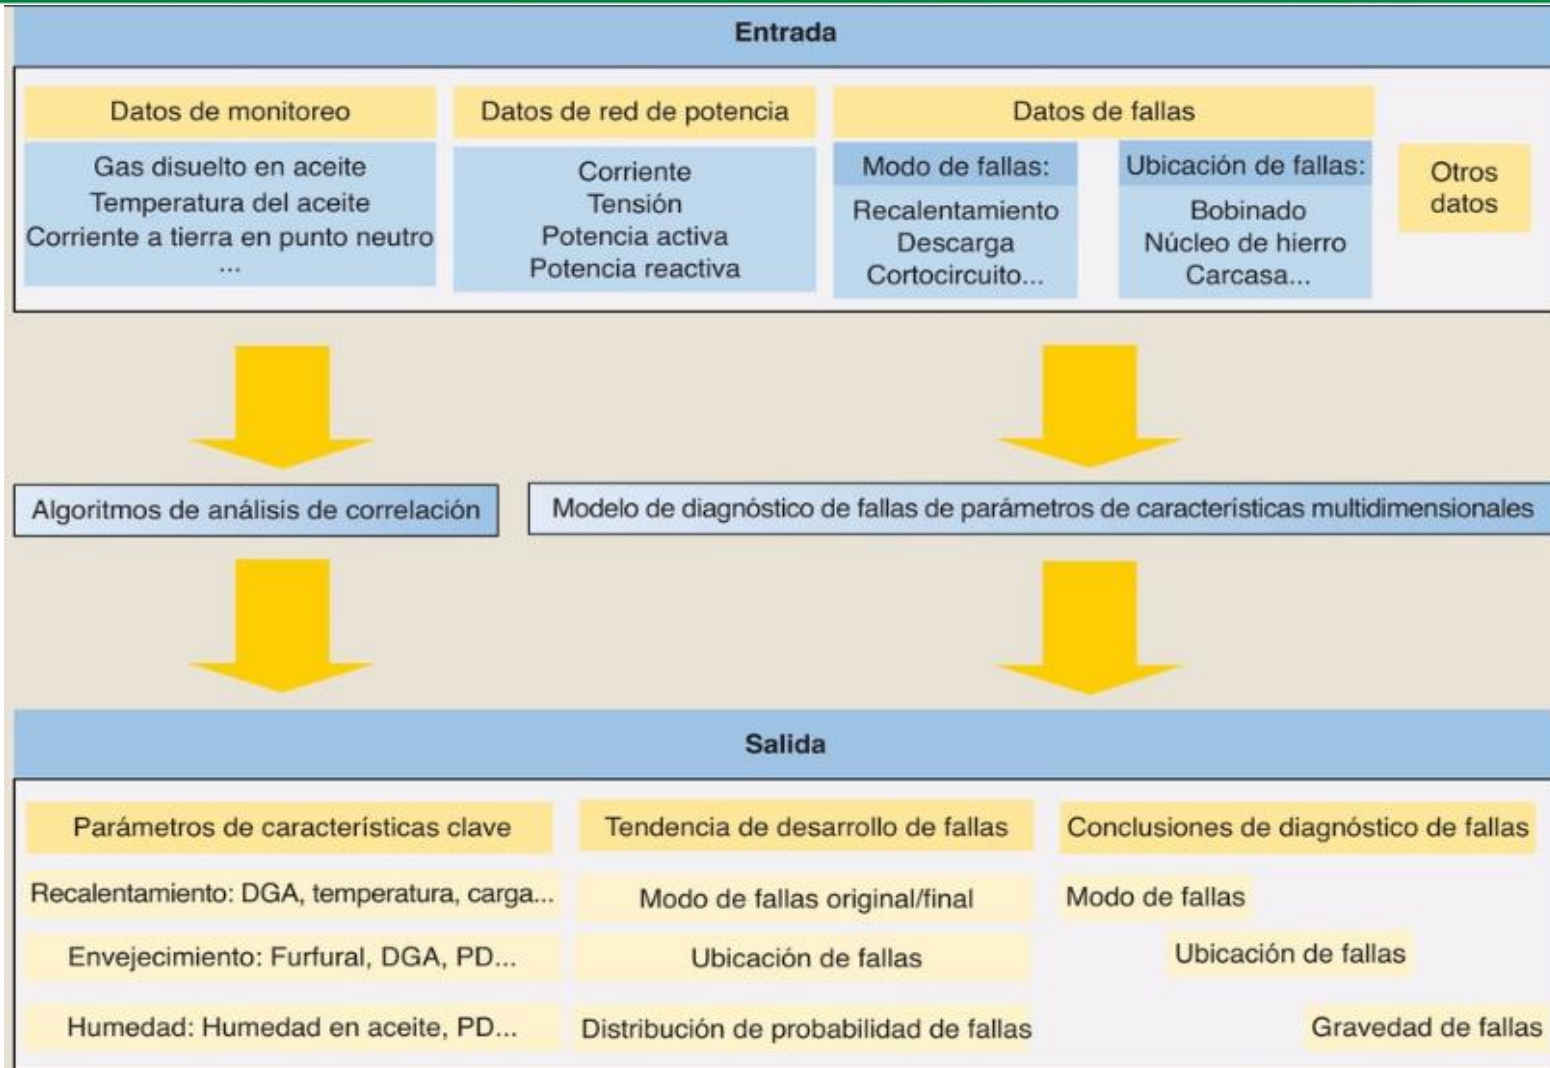 Entrada
Datos de monitoreo
Gas disuelto en aceite
Temperatura del aceite
Corriente a tierra en punto neutro
...
Datos de red de potencia
Corriente
Tensión
Potencia activa
Potencia reactiva
Datos de fallas
Modo de fallas:
Recalentamiento
Descarga
Cortocircuito...
Ubicación de fallas:
Bobinado
Núcleo de hierro
Carcasa...
Otros
datos
Algoritmos de análisis de correlación
Modelo de diagnóstico de fallas de parámetros de características multidimensionales
Salida
Parámetros de características clave
Recalentamiento: DGA, temperatura, carga...
Envejecimiento: Furfural, DGA, PD...
Humedad: Humedad en aceite, PD...
Tendencia de desarrollo de fallas
Modo de fallas original/final
Ubicación de fallas
Distribución de probabilidad de fallas
Conclusiones de diagnóstico de fallas
Modo de fallas
Ubicación de fallas
Gravedad de fallas